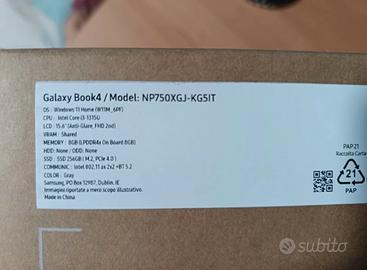 Galaxy Book4 / Model: NP750XGJ-KG5IT
OS : Windows 11 Home (W11M_6PF)
CPU : Intel Core i3-1315U
LCD : 15.6" (Anti-Glare, FHD 2nd)
VRAM : Shared
MEMORY : 8GB (LPDDR4x On Board 8GB)
HDD: None / ODD: None
SSD : SSD 256GB ( M.2, PCIe 4.0 )
COMMUNIC : Intel 802.11 ax 2x2 +BT 5.2
COLOR : Gray
Samsung, PO Box 12987, Dublin. IE
Immagini riportate a mero scopo illustrativo.
Made in China
PAP 21
Raccolta Carta
21
PAP
subito